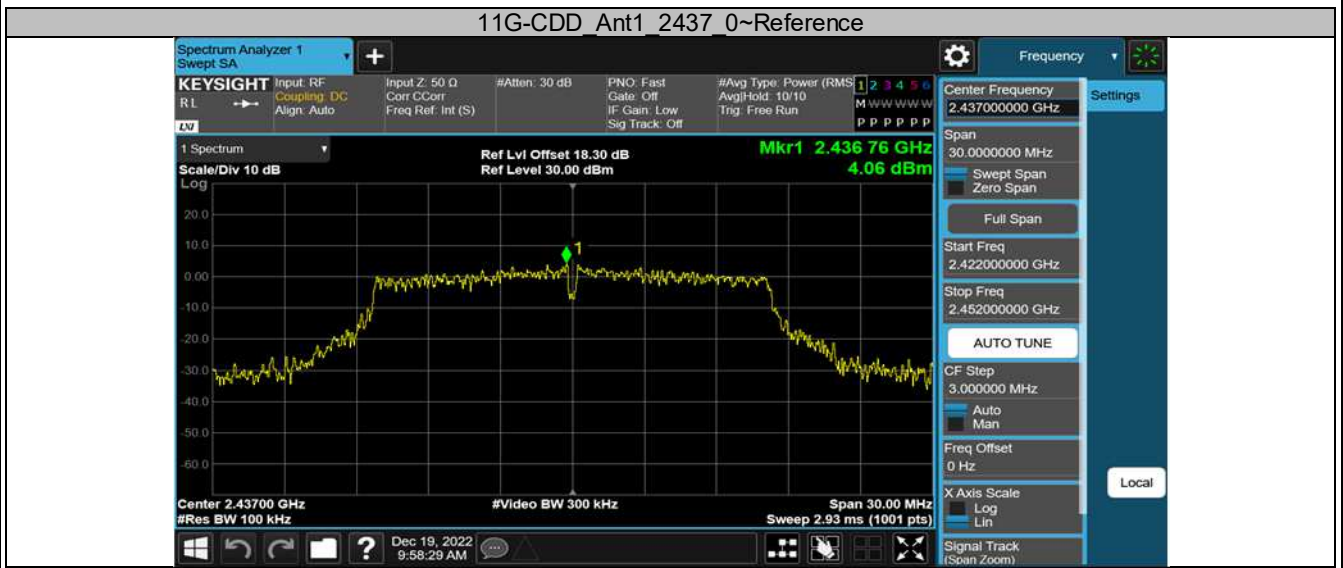 11G-CDD_Ant1_2437_0~Reference
Spectrum Analyzer 1
Swept SA
+
Frequency
KEYSIGHT
RL
LXI
Input: RF
Coupling: DC
Align: Auto
Input Z: 50 Ω
Corr CCorr
Freq Ref: Int (S)
#Atten: 30 dB
PNO: Fast
Gate: Off
IF Gain: Low
Sig Track: Off
#Avg Type: Power (RMS
Avg|Hold: 10/10
Trig: Free Run
1 2 3 4 5 6
M W W W W W
P P P P P P
1 Spectrum
Scale/Div 10 dB
Log
Ref Lvl Offset 18.30 dB
Ref Level 30.00 dBm
Mkr1 2.436 76 GHz
4.06 dBm
20.0
10.0
0.00
-10.0
-20.0
-30.0
-40.0
-50.0
-60.0
1
Center 2.43700 GHz
#Res BW 100 kHz
#Video BW 300 kHz
Span 30.00 MHz
Sweep 2.93 ms (1001 pts)
?
Dec 19, 2022
9:58:29 AM
Center Frequency
2.437000000 GHz
Settings
Span
30.0000000 MHz
Swept Span
Zero Span
Full Span
Start Freq
2.422000000 GHz
Stop Freq
2.452000000 GHz
AUTO TUNE
CF Step
3.000000 MHz
Auto
Man
Freq Offset
0 Hz
X Axis Scale
Log
Lin
Signal Track
(Span Zoom)
Local